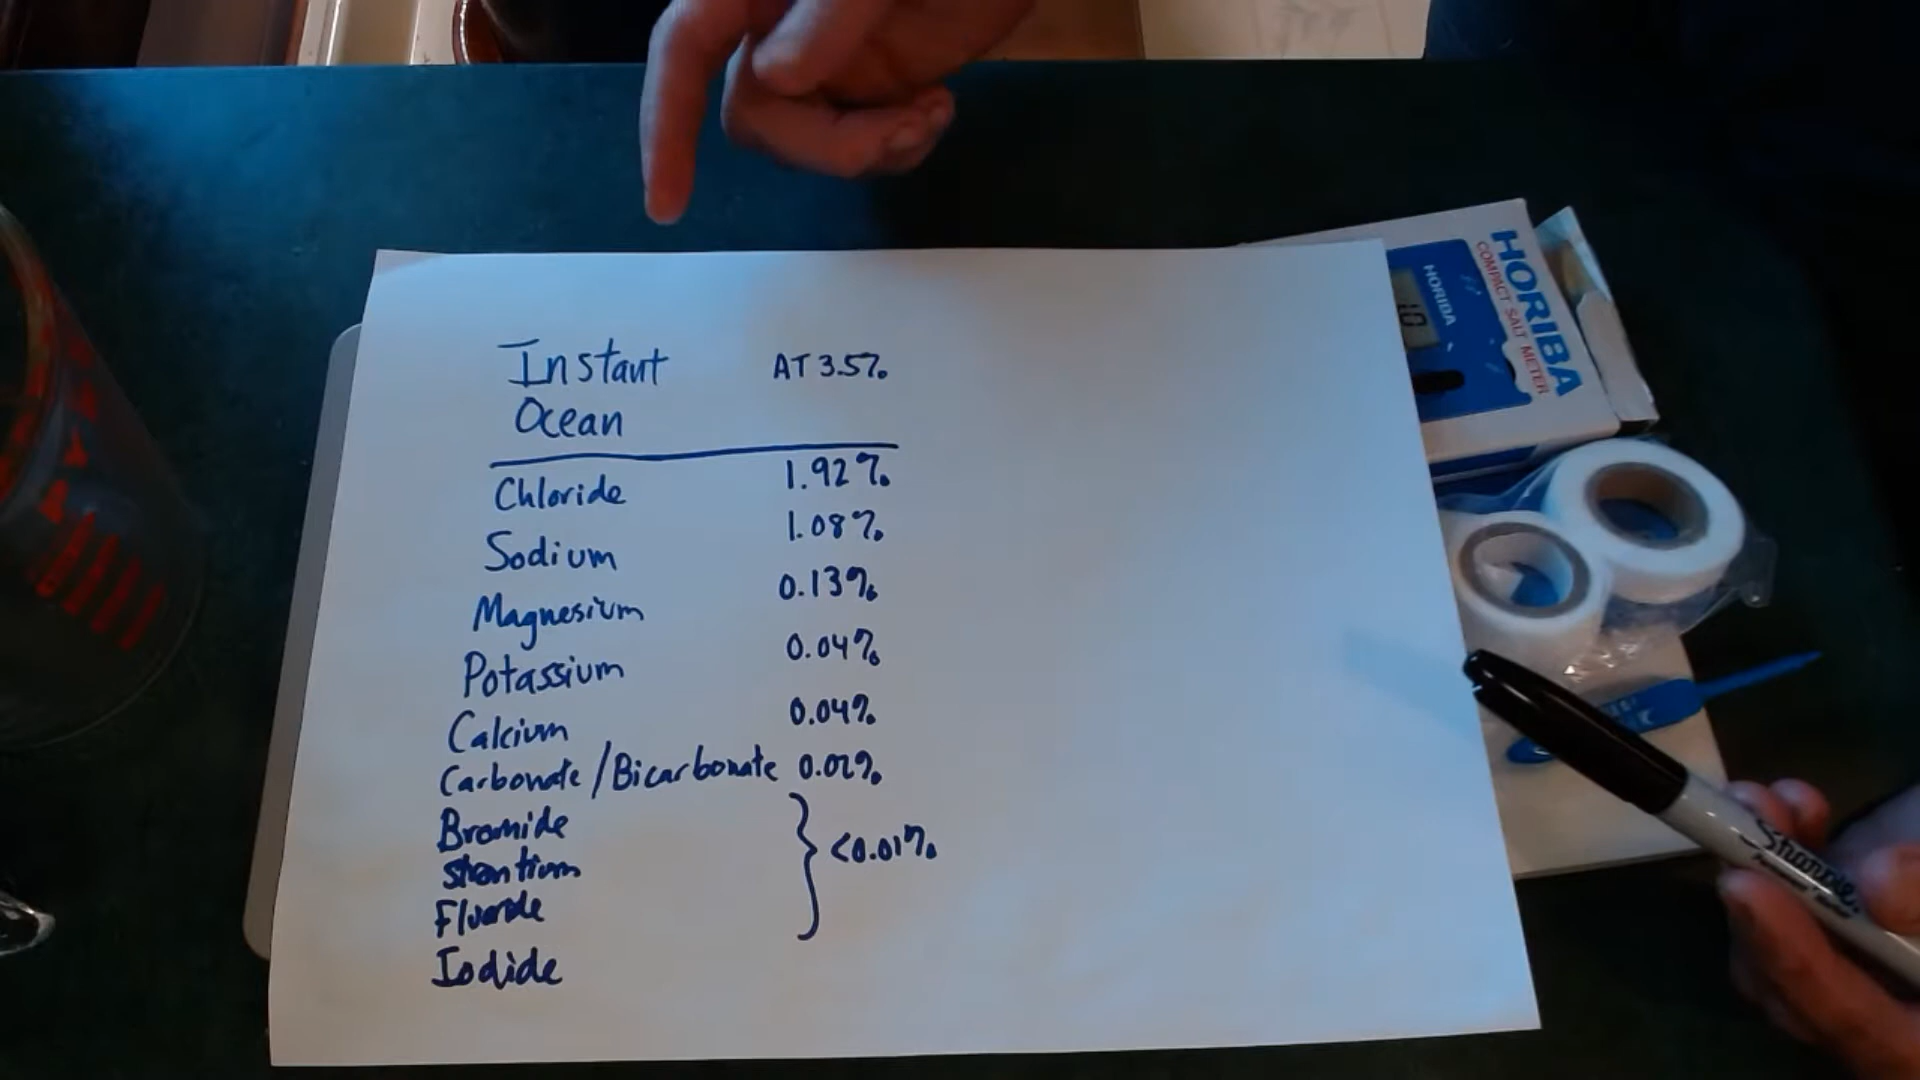 Instant AT 3.5%
Ocean
Chloride 1.92%
Sodium 1.08%
Magnesium 0.13%
Potassium 0.04%
Calcium 0.04%
Carbonate/Bicarbonate 0.02%
Bromide
Strontium
Fluoride <0.01%
Iodide
HORIBA
COMPACT SALT METER
HORIBA
Sharpie